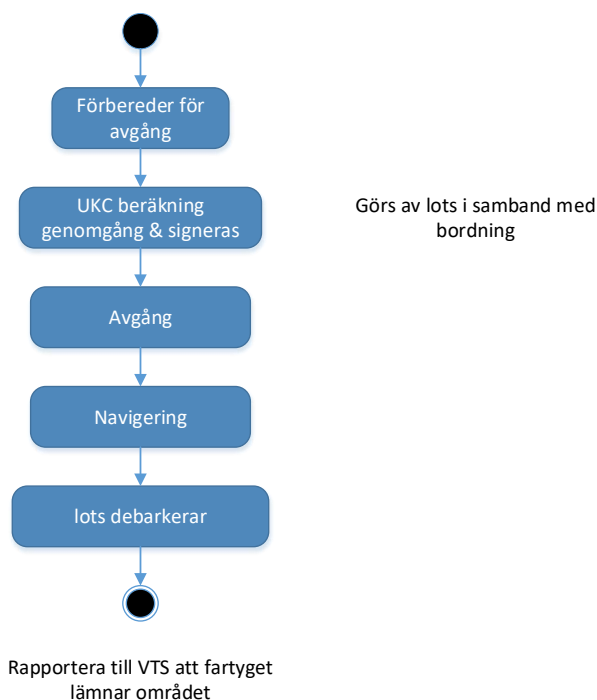 Förbereder för
avgång
UKC beräkning
genomgång & signeras
Görs av lots i samband med
bordning
Avgång
Navigering
lots debarkerar
Rapportera till VTS att fartyget
lämnar området